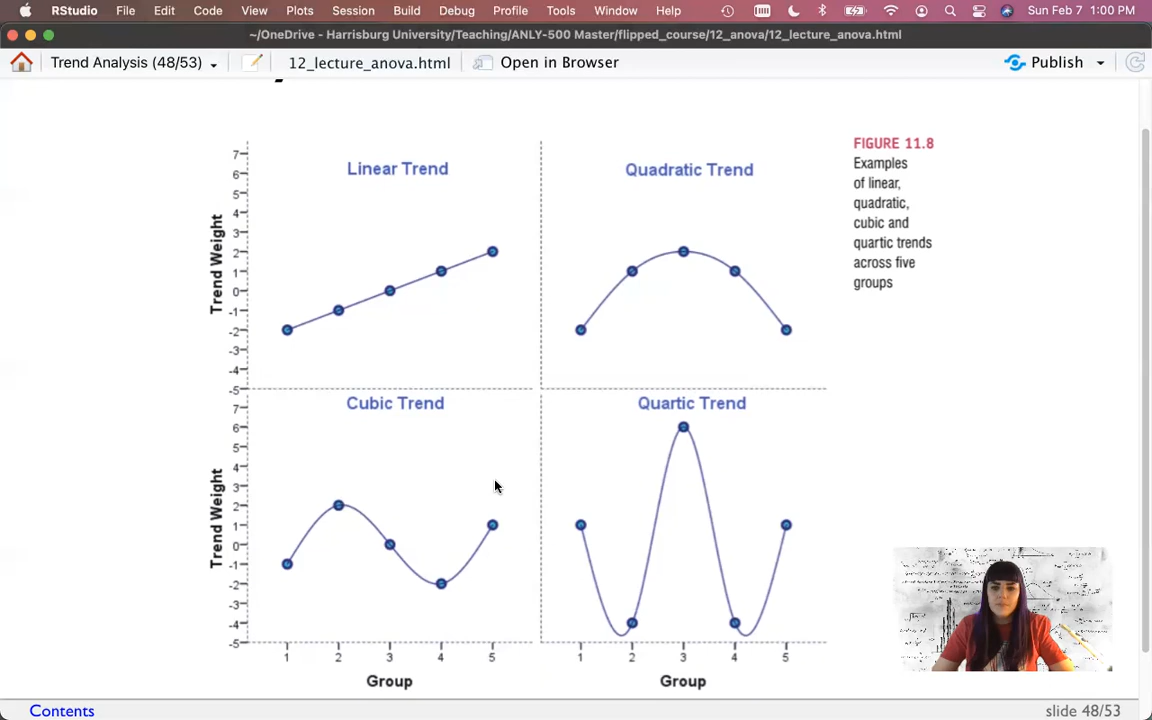 RStudio File Edit Code View Plots Session Build Debug Profile Tools Window Help Sun Feb 7 1:00 PM
~/OneDrive - Harrisburg University/Teaching/ANLY-500 Master/flipped_course/12_anova/12_lecture_anova.html
Trend Analysis (48/53) 12_lecture_anova.html Open in Browser Publish
Linear Trend
Trend Weight
7
6
5
4
3
2
1
0
-1
-2
-3
-4
-5
Quadratic Trend
FIGURE 11.8
Examples
of linear,
quadratic,
cubic and
quartic trends
across five
groups
Cubic Trend
Trend Weight
7
6
5
4
3
2
1
0
-1
-2
-3
-4
-5
1 2 3 4 5
Group
Quartic Trend
1 2 3 4 5
Group
Contents
slide 48/53